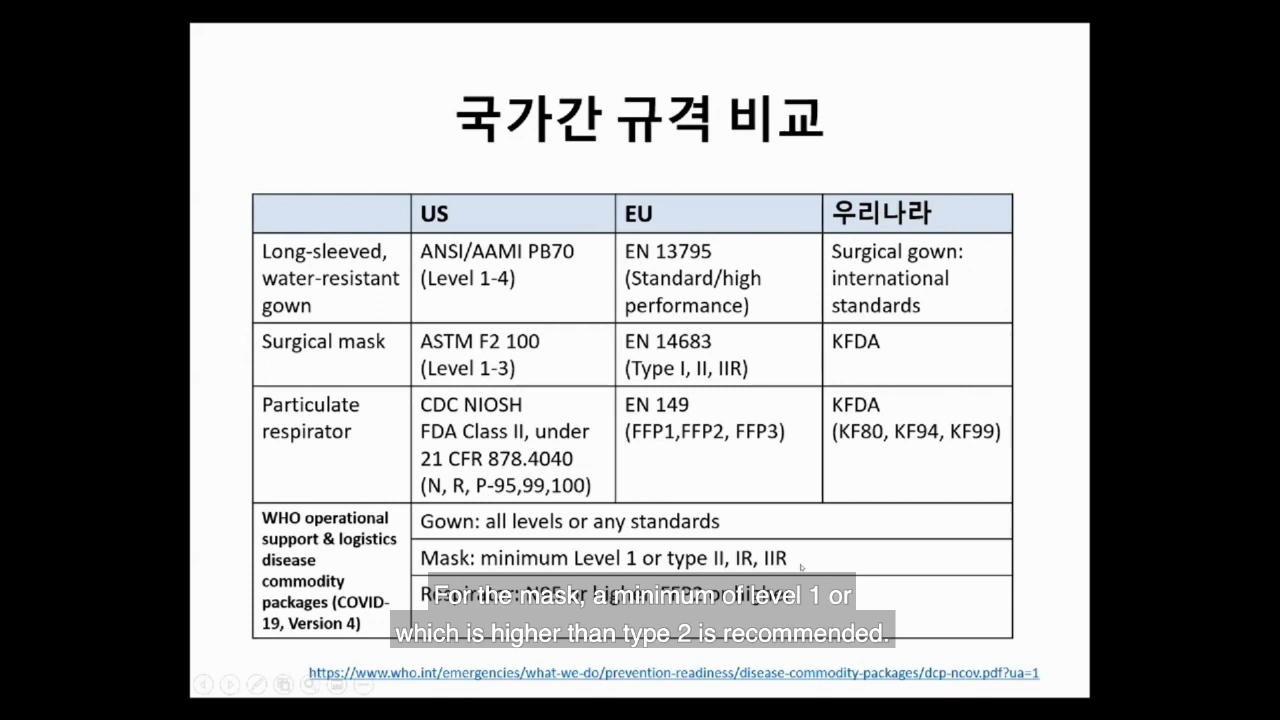 국가간 규격 비교
US EU 우리나라
Long-sleeved, water-resistant gown
ANSI/AAMI PB70
(Level 1-4)
EN 13795
(Standard/high performance)
Surgical gown:
international
standards
Surgical mask
ASTM F2 100
(Level 1-3)
EN 14683
(Type I, II, IIR)
KFDA
Particulate
respirator
CDC NIOSH
FDA Class II, under
21 CFR 878.4040
(N, R, P-95,99,100)
EN 149
(FFP1,FFP2, FFP3)
KFDA
(KF80, KF94, KF99)
WHO operational
support & logistics
disease
commodity
packages (COVID-
19, Version 4)
Gown: all levels or any standards
Mask: minimum Level 1 or type II, IR, IIR
For the mask, a minimum of level 1 or
which is higher than type 2 is recommended.
https://www.who.int/emergencies/what-we-do/prevention-readiness/disease-commodity-packages/dcp-ncov.pdf?ua=1